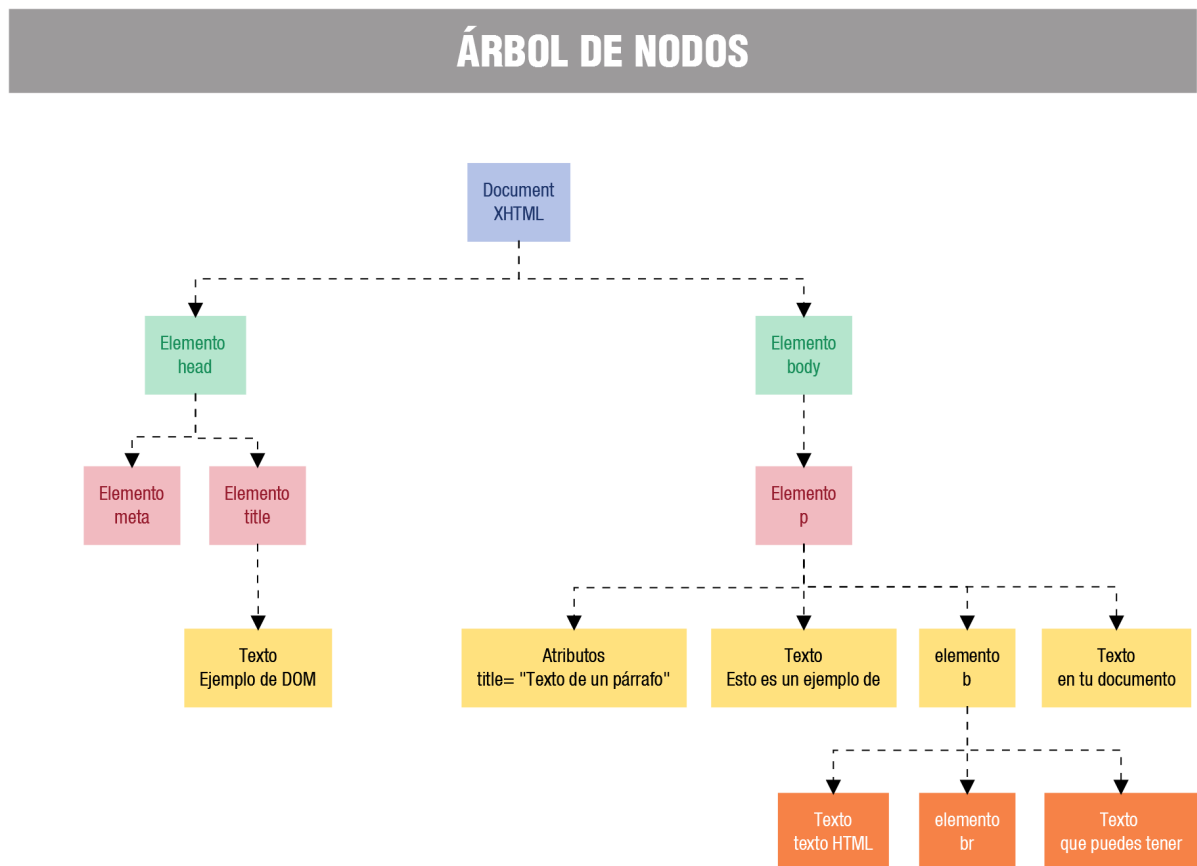 ÁRBOL DE NODOS
Document
XHTML
Elemento
head
Elemento
body
Elemento
meta
Elemento
title
Elemento
p
Texto
Ejemplo de DOM
Atributos
title= "Texto de un párrafo"
Texto
Esto es un ejemplo de
elemento
b
Texto
en tu documento
Texto
texto HTML
elemento
br
Texto
que puedes tener